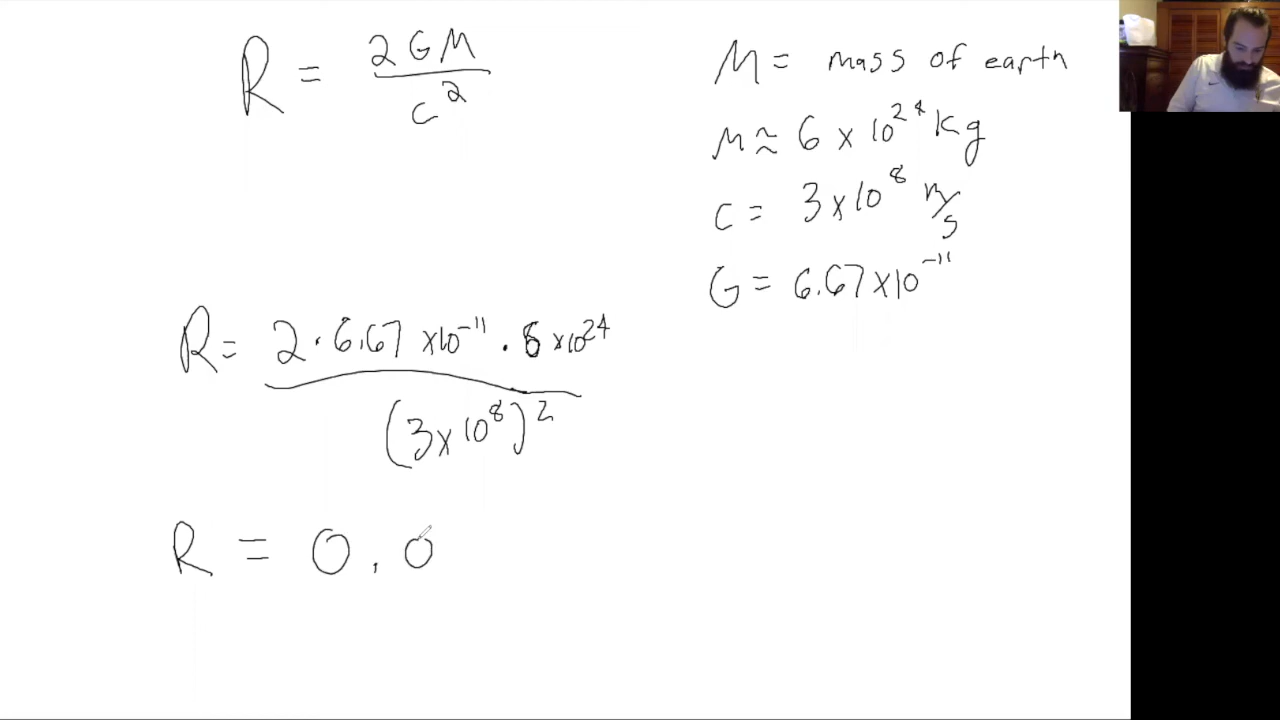 R = 2GM / c²
M = mass of earth
M ≈ 6 × 10²⁴ kg
C = 3 × 10⁸ m/s
G = 6.67 × 10⁻¹¹
R = 2 · 6.67 × 10⁻¹¹ · 6 × 10²⁴ / (3 × 10⁸)²
R = 0.0